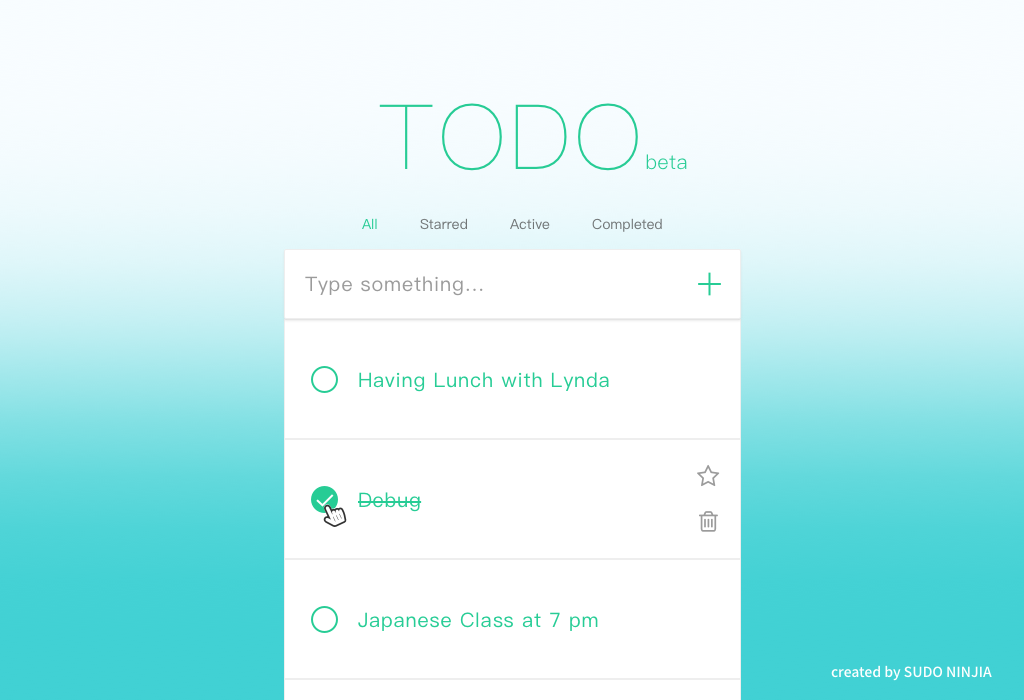 TODO beta
All Starred Active Completed
Type something...
Having Lunch with Lynda
Debug
Japanese Class at 7 pm
created by SUDO NINJIA